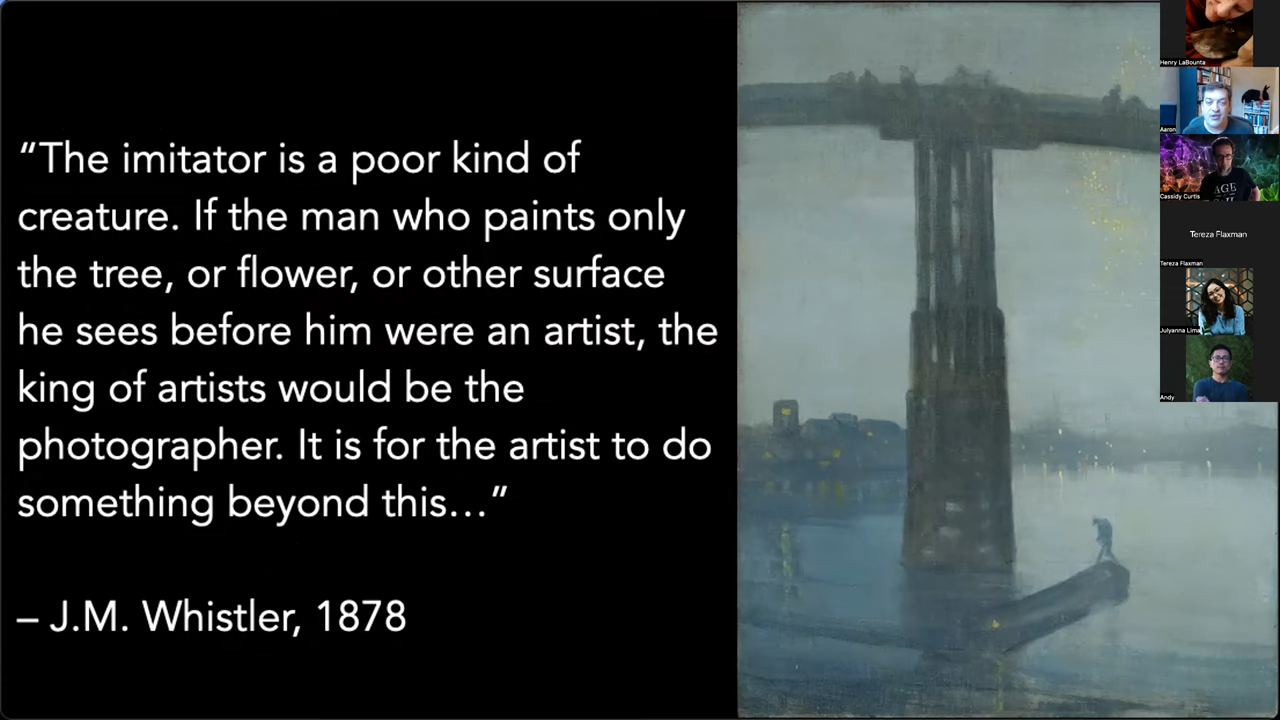 “The imitator is a poor kind of
creature. If the man who paints only
the tree, or flower, or other surface
he sees before him were an artist, the
king of artists would be the
photographer. It is for the artist to do
something beyond this…”
– J.M. Whistler, 1878
Henry LaBounta
Aaron
AGE
Cassidy Curtis
Tereza Flaxman
Tereza Flaxman
Julyanna Lima
Andy